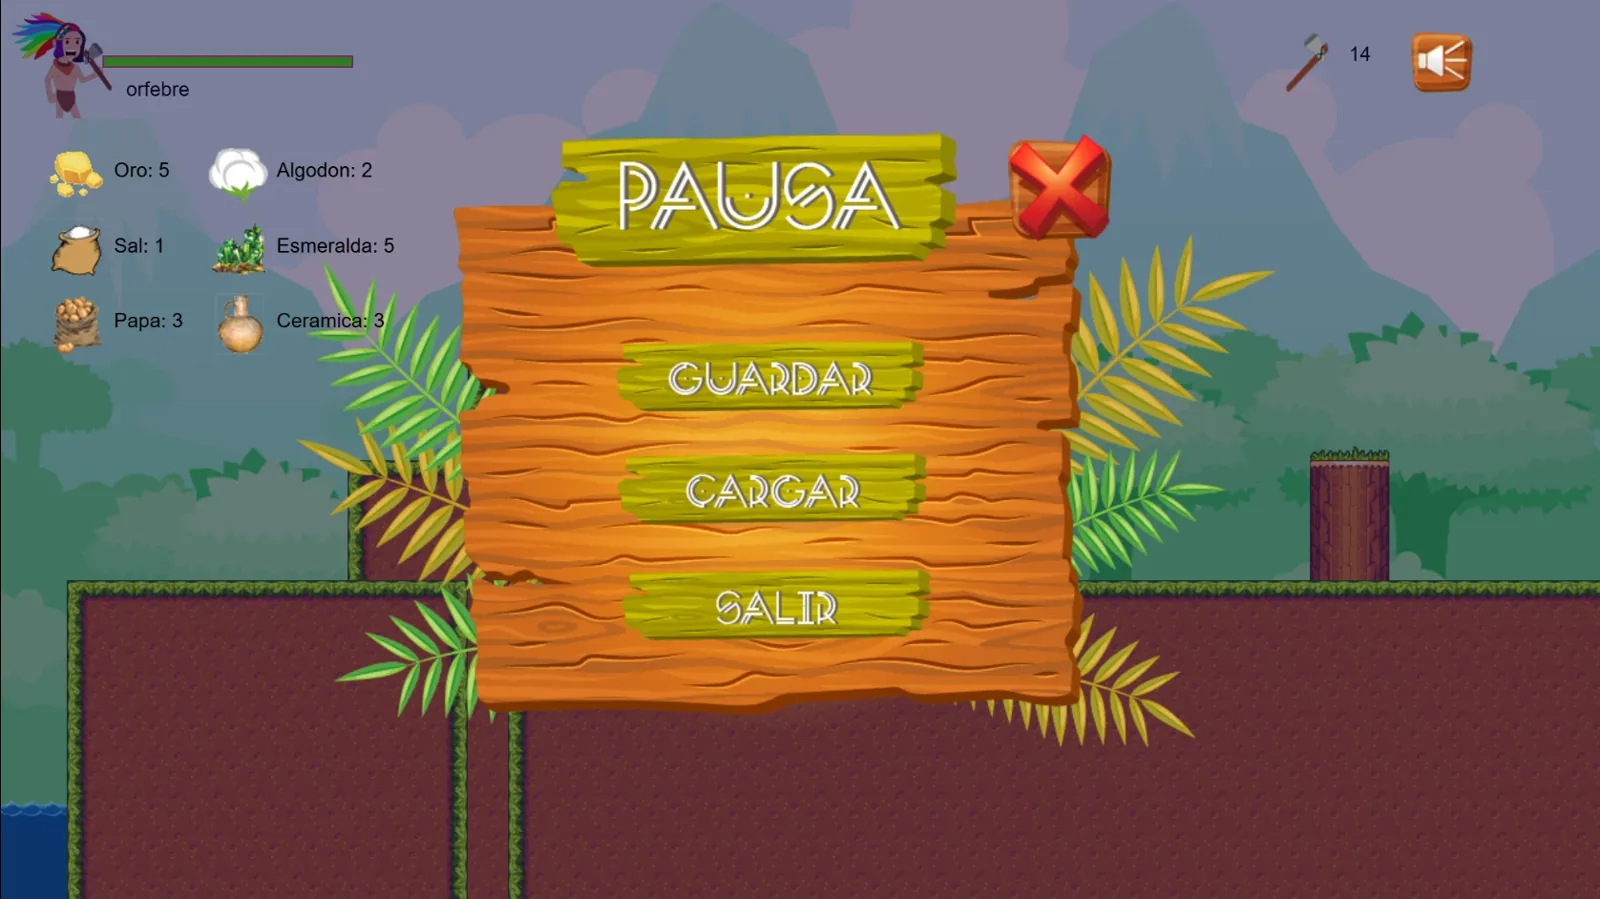 orfebre
14
Oro: 5
Algodon: 2
Sal: 1
Esmeralda: 5
Papa: 3
Ceramica: 3
PAUSA
GUARDAR
CARGAR
SALIR